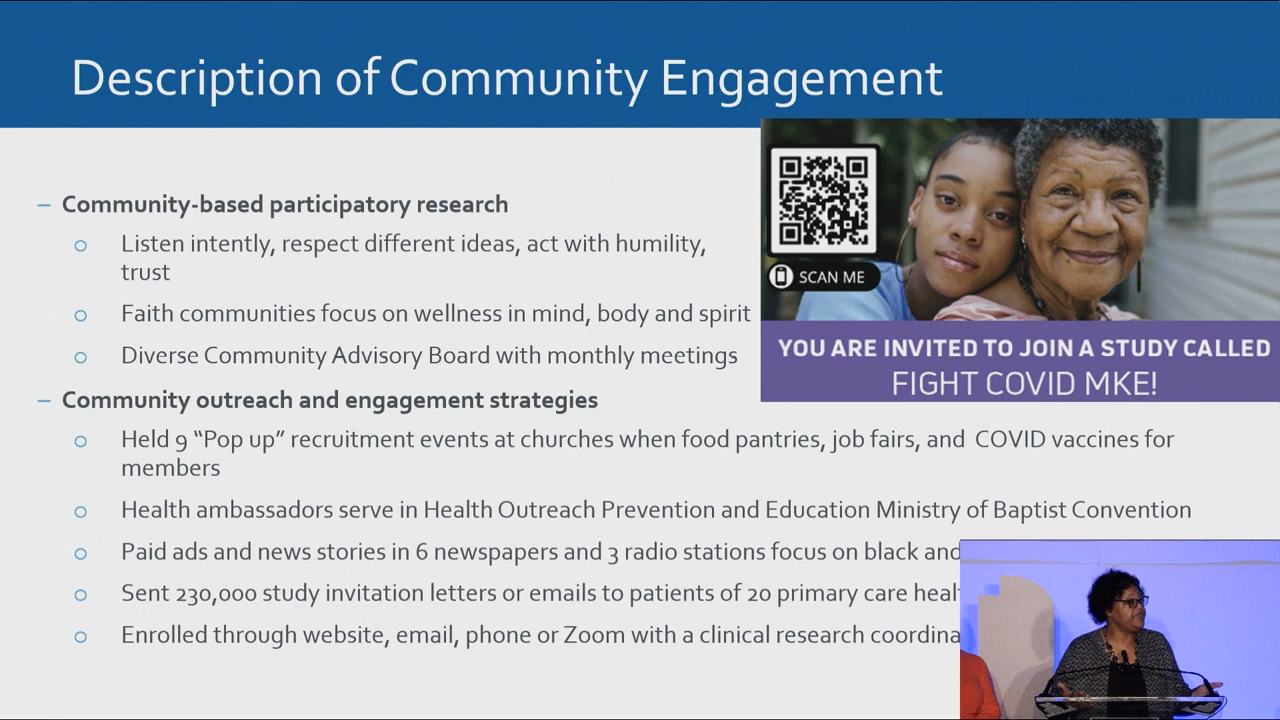 Description of Community Engagement
– Community-based participatory research
o Listen intently, respect different ideas, act with humility,
trust
o Faith communities focus on wellness in mind, body and spirit
o Diverse Community Advisory Board with monthly meetings
SCAN ME
YOU ARE INVITED TO JOIN A STUDY CALLED
FIGHT COVID MKE!
– Community outreach and engagement strategies
o Held 9 “Pop up” recruitment events at churches when food pantries, job fairs, and COVID vaccines for
members
o Health ambassadors serve in Health Outreach Prevention and Education Ministry of Baptist Convention
o Paid ads and news stories in 6 newspapers and 3 radio stations focus on black and
o Sent 230,000 study invitation letters or emails to patients of 20 primary care
o Enrolled through website, email, phone or Zoom with a clinical research